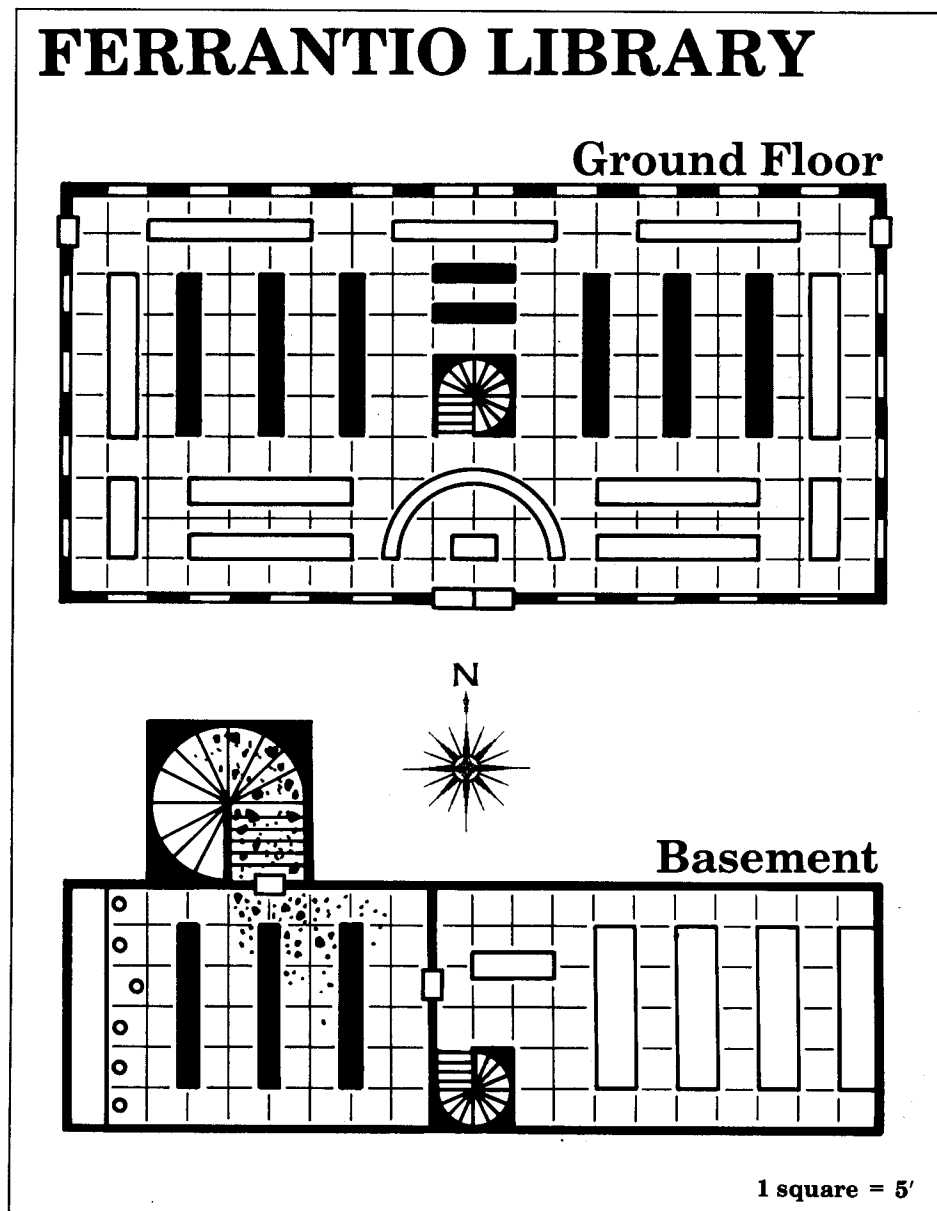 FERRANTIO LIBRARY
Ground Floor
N
Basement
1 square = 5′